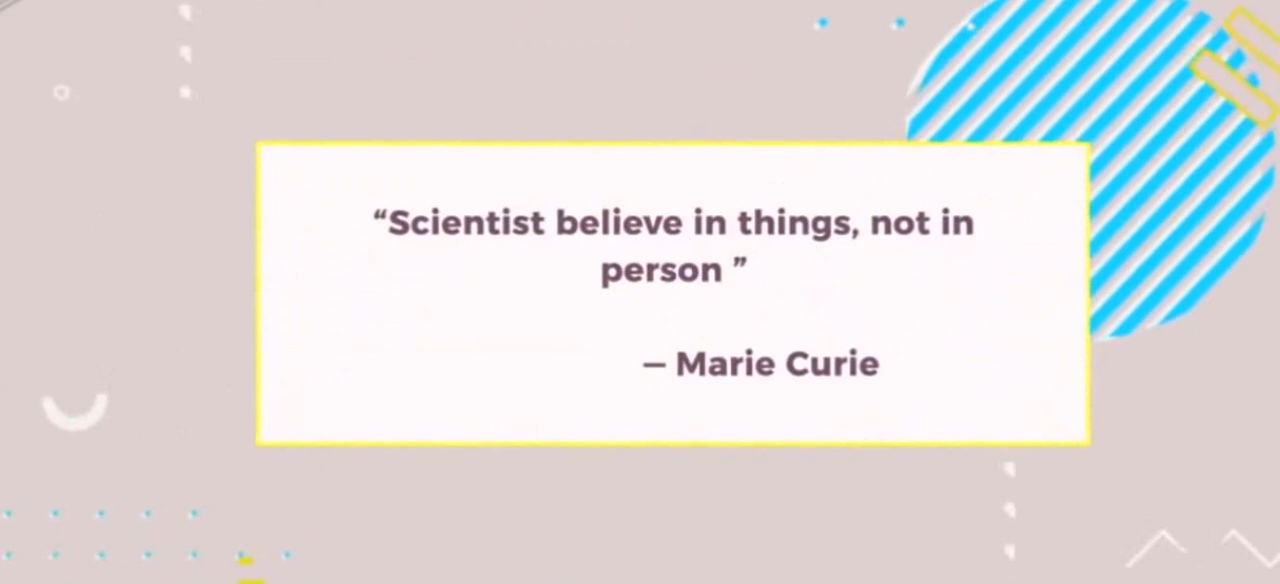 “Scientist believe in things, not in
person ”
– Marie Curie